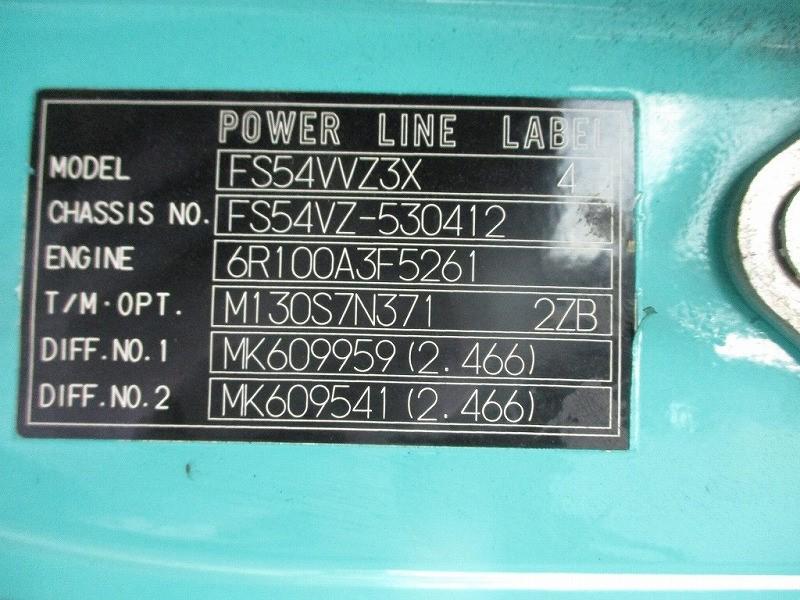 POWER LINE LABEL
MODEL FS54VVZ3X 4
CHASSIS NO. FS54VZ-530412
ENGINE 6R100A3F5261
T/M·OPT. M130S7N371 2ZB
DIFF.NO.1 MK609959(2.466)
DIFF.NO.2 MK609541(2.466)